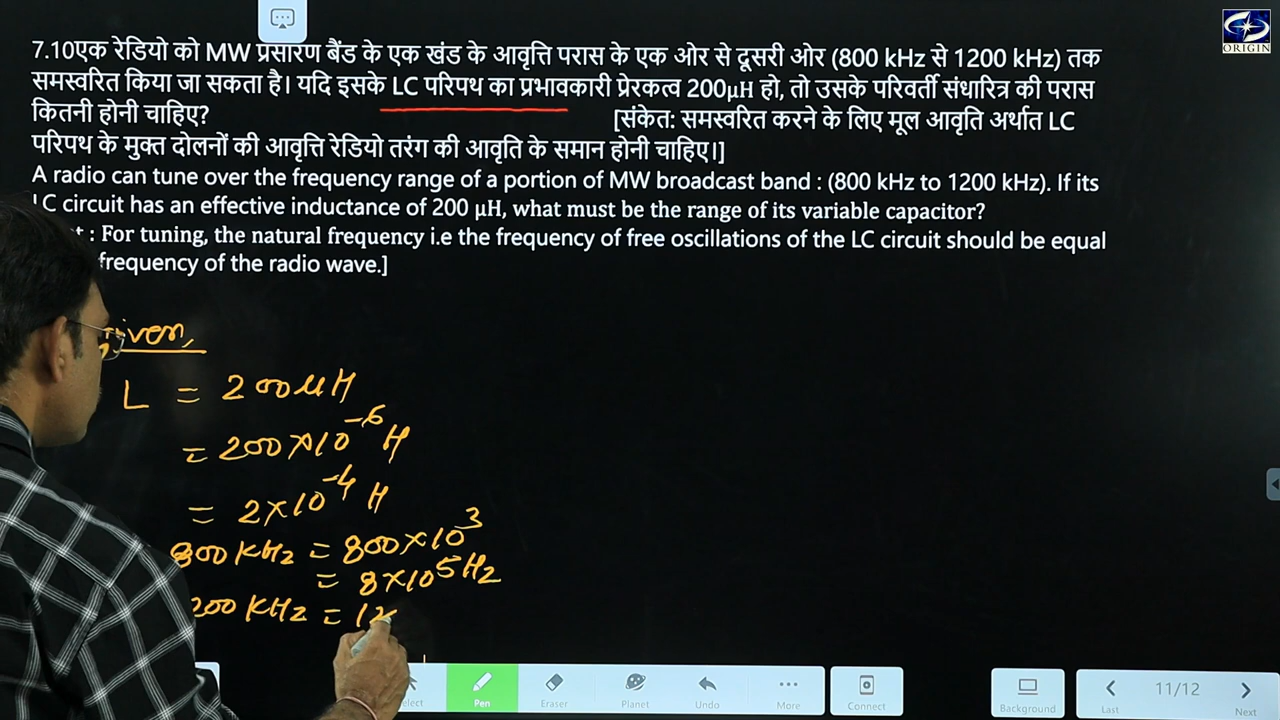 7.10एक रेडियो को MW प्रसारण बैंड के एक खंड के आवृत्ति परास के एक ओर से दूसरी ओर (800 kHz से 1200 kHz) तक
समस्वरित किया जा सकता है। यदि इसके LC परिपथ का प्रभावकारी प्रेरकत्व 200μH हो, तो उसके परिवर्ती संधारित्र की परास
कितनी होनी चाहिए? [संकेत: समस्वरित करने के लिए मूल आवृति अर्थात LC
परिपथ के मुक्त दोलनों की आवृत्ति रेडियो तरंग की आवृति के समान होनी चाहिए।]
A radio can tune over the frequency range of a portion of MW broadcast band : (800 kHz to 1200 kHz). If its
LC circuit has an effective inductance of 200 μH, what must be the range of its variable capacitor?
: For tuning, the natural frequency i.e the frequency of free oscillations of the LC circuit should be equal
frequency of the radio wave.]
L = 200μH
= 200×10⁻⁶ H
= 2×10⁻⁴ H
800 KHz = 800×10³
= 8×10⁵Hz
200 KHz = 12
ORIGIN
Pen
Eraser
Planet
Undo
More
Connect
Background
Last
11/12
Next